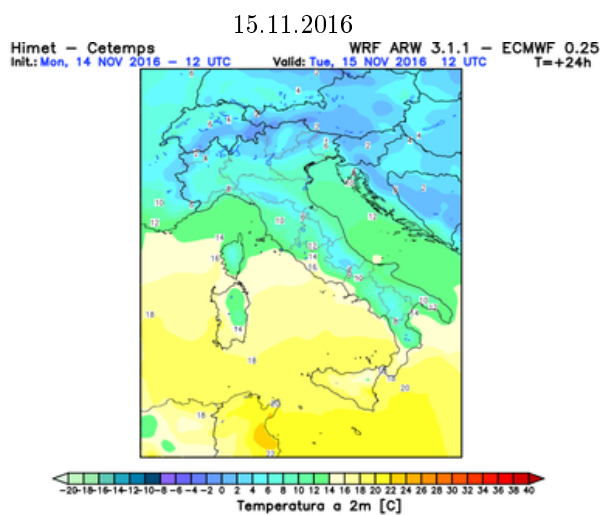 15.11.2016
Himet – Cetemps WRF ARW 3.1.1 – ECMWF 0.25
Init.: Mon, 14 NOV 2016 – 12 UTC Valid: Tue, 15 NOV 2016 12 UTC T=+24h
-20 -18 -16 -14 -12 -10 -8 -6 -4 -2 0 2 4 6 8 10 12 14 16 18 20 22 24 26 28 30 32 34 36 38 40
Temperatura a 2m [C]